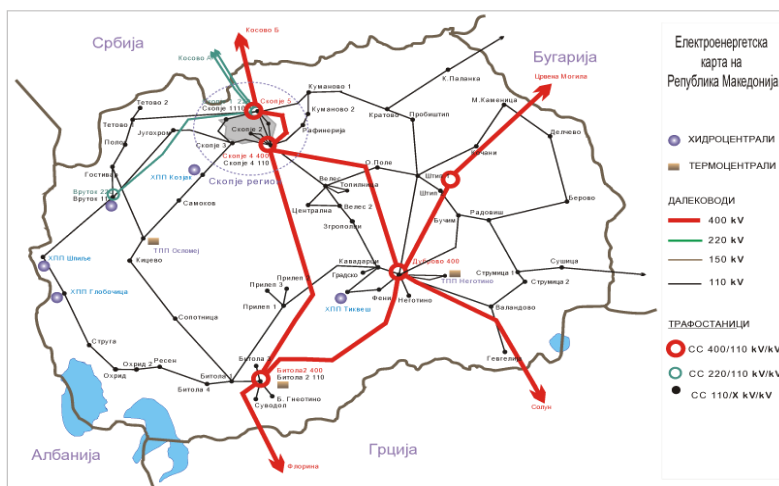 Електроенергетска
карта на
Република Македонија
ХИДРОЦЕНТРАЛИ
ТЕРМОЦЕНТРАЛИ
ДАЛЕКОВОДИ
400 kV
220 kV
150 kV
110 kV
ТРАФОСТАНИЦИ
СС 400/110 kV/kV
СС 220/110 kV/kV
СС 110/X kV/kV
Србија
Косово Б
Косово А
Бугарија
Црвена Могила
К.Паланка
Куманово 1
Куманово 2
Рафинерија
Кратово
Пробиштип
М.Каменица
Делчево
Кочани
Берово
Тетово 2
Тетово 1
Југохром
Полог
Гостивар
Вруток 220
Вруток 110
Скопје 5
Скопје 2
Скопје 3
Скопје 4 400
Скопје 4 110
Скопје регион
ХПП Козјак
Самоков
О.Поле
Велес
Топилница
Централна
Велес 2
Згрополци
Штип
Бучим
Радовиш
ХПП Шпиље
ТПП Осломеј
Кичево
ХПП Глобочица
Кавадарци
Градско
Дуброво 400
ТПП Неготино
Фени
Неготино
ХПП Тиквеш
Прилеп
Прилеп 3
Прилеп 1
Струмица 1
Струмица 2
Сушица
Валандово
Гевгелија
Сопотница
Струга
Охрид
Охрид 2
Ресен
Битола 4
Битола 1
Битола 3
Битола2 400
Битола 2 110
Суводол
Б. Гнеотино
Солун
Флорина
Албанија
Грција